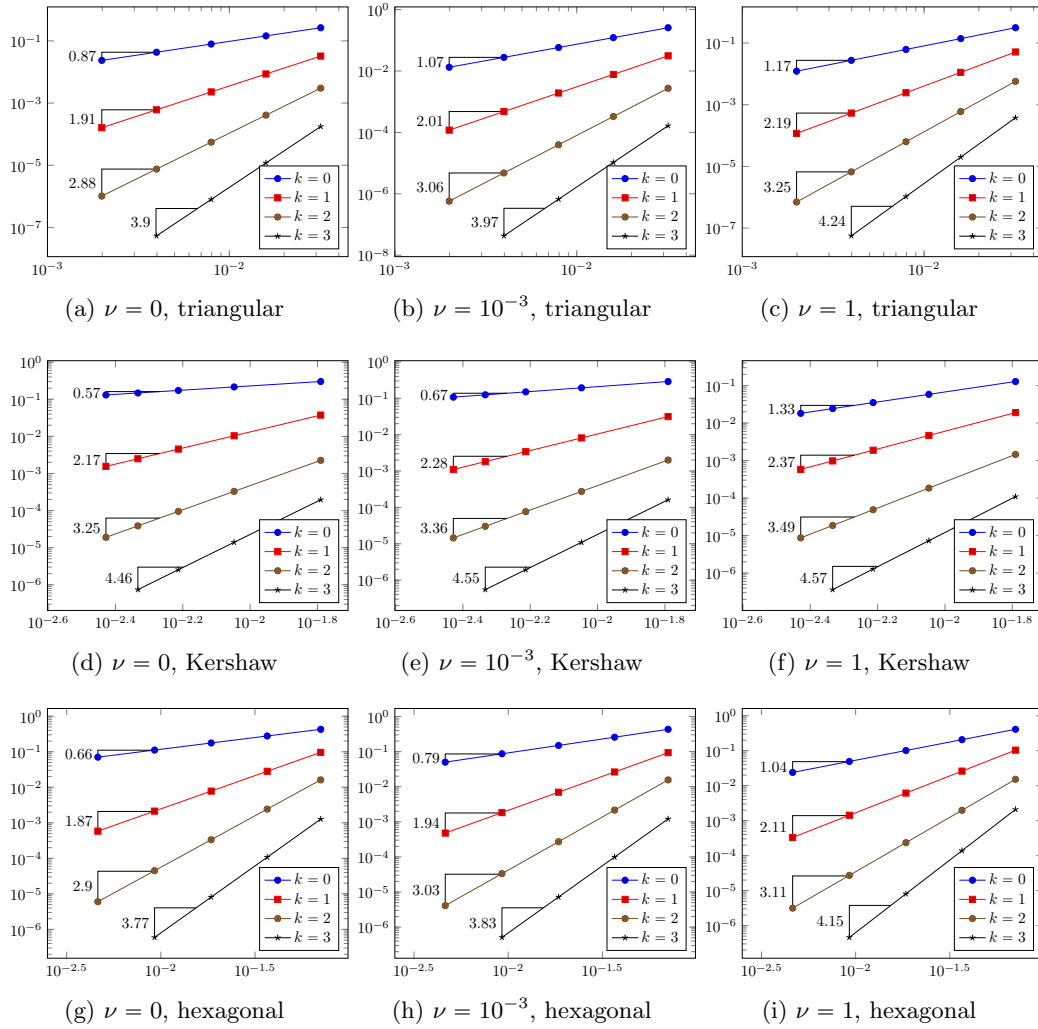 10^{-1}
10^{-3}
10^{-5}
10^{-7}
0.87
1.91
2.88
3.9
k = 0
k = 1
k = 2
k = 3
10^{-3}
10^{-2}
(a) ν = 0, triangular
10^{0}
10^{-2}
10^{-4}
10^{-6}
10^{-8}
1.07
2.01
3.06
3.97
k = 0
k = 1
k = 2
k = 3
10^{-3}
10^{-2}
(b) ν = 10^{-3}, triangular
10^{-1}
10^{-3}
10^{-5}
10^{-7}
1.17
2.19
3.25
4.24
k = 0
k = 1
k = 2
k = 3
10^{-3}
10^{-2}
(c) ν = 1, triangular
10^{0}
10^{-1}
10^{-2}
10^{-3}
10^{-4}
10^{-5}
10^{-6}
0.57
2.17
3.25
4.46
k = 0
k = 1
k = 2
k = 3
10^{-2.6}
10^{-2.4}
10^{-2.2}
10^{-2}
10^{-1.8}
(d) ν = 0, Kershaw
10^{0}
10^{-1}
10^{-2}
10^{-3}
10^{-4}
10^{-5}
10^{-6}
0.67
2.28
3.36
4.55
k = 0
k = 1
k = 2
k = 3
10^{-2.6}
10^{-2.4}
10^{-2.2}
10^{-2}
10^{-1.8}
(e) ν = 10^{-3}, Kershaw
10^{-1}
10^{-2}
10^{-3}
10^{-4}
10^{-5}
10^{-6}
1.33
2.37
3.49
4.57
k = 0
k = 1
k = 2
k = 3
10^{-2.6}
10^{-2.4}
10^{-2.2}
10^{-2}
10^{-1.8}
(f) ν = 1, Kershaw
10^{0}
10^{-1}
10^{-2}
10^{-3}
10^{-4}
10^{-5}
10^{-6}
0.66
1.87
2.9
3.77
k = 0
k = 1
k = 2
k = 3
10^{-2.5}
10^{-2}
10^{-1.5}
(g) ν = 0, hexagonal
10^{0}
10^{-1}
10^{-2}
10^{-3}
10^{-4}
10^{-5}
10^{-6}
0.79
1.94
3.03
3.83
k = 0
k = 1
k = 2
k = 3
10^{-2.5}
10^{-2}
10^{-1.5}
(h) ν = 10^{-3}, hexagonal
10^{0}
10^{-1}
10^{-2}
10^{-3}
10^{-4}
10^{-5}
10^{-6}
1.04
2.11
3.11
4.15
k = 0
k = 1
k = 2
k = 3
10^{-2.5}
10^{-2}
10^{-1.5}
(i) ν = 1, hexagonal